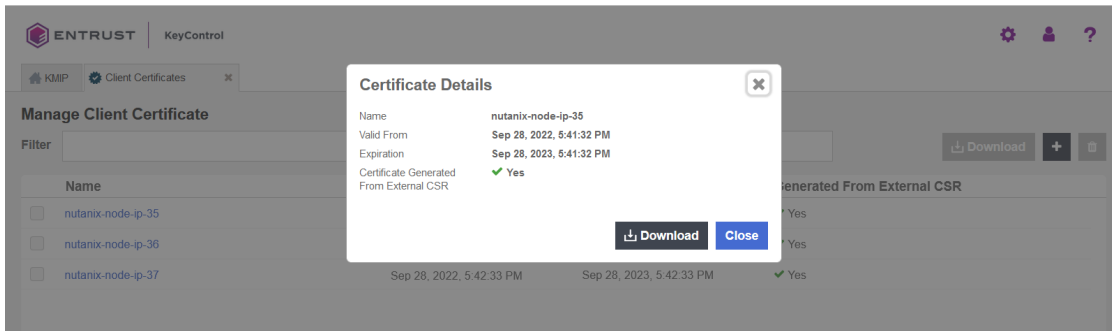 ENTRUST KeyControl
KMIP Client Certificates
Manage Client Certificate
Filter
Download
Name Generated From External CSR
nutanix-node-ip-35 Yes
nutanix-node-ip-36 Yes
nutanix-node-ip-37 Sep 28, 2022, 5:42:33 PM Sep 28, 2023, 5:42:33 PM Yes
Certificate Details
Name nutanix-node-ip-35
Valid From Sep 28, 2022, 5:41:32 PM
Expiration Sep 28, 2023, 5:41:32 PM
Certificate Generated Yes
From External CSR
Download Close